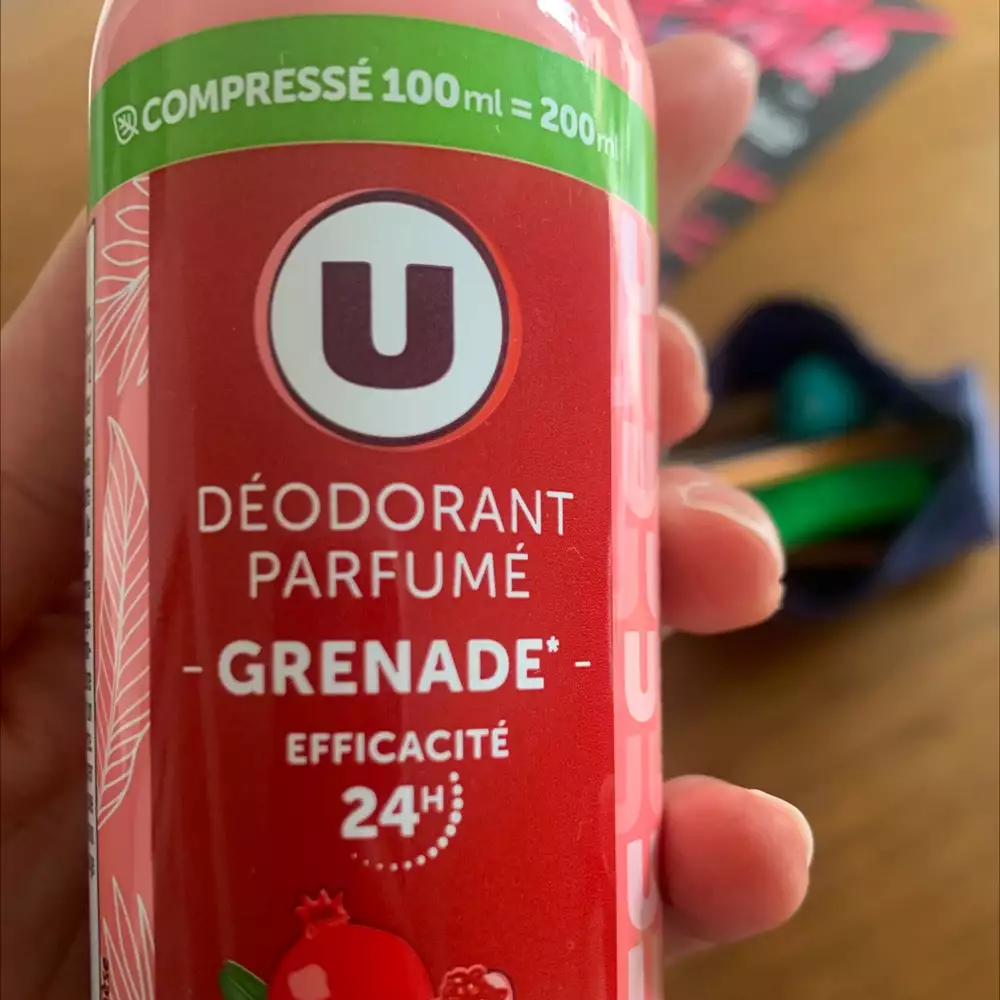 COMPRESSÉ 100ml = 200ml
U
DÉODORANT
PARFUMÉ
- GRENADE* -
EFFICACITÉ
24H